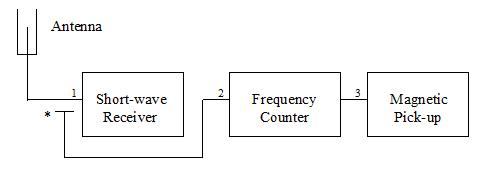 Antenna
1
2
3
*
Short-wave
Receiver
Frequency
Counter
Magnetic
Pick-up